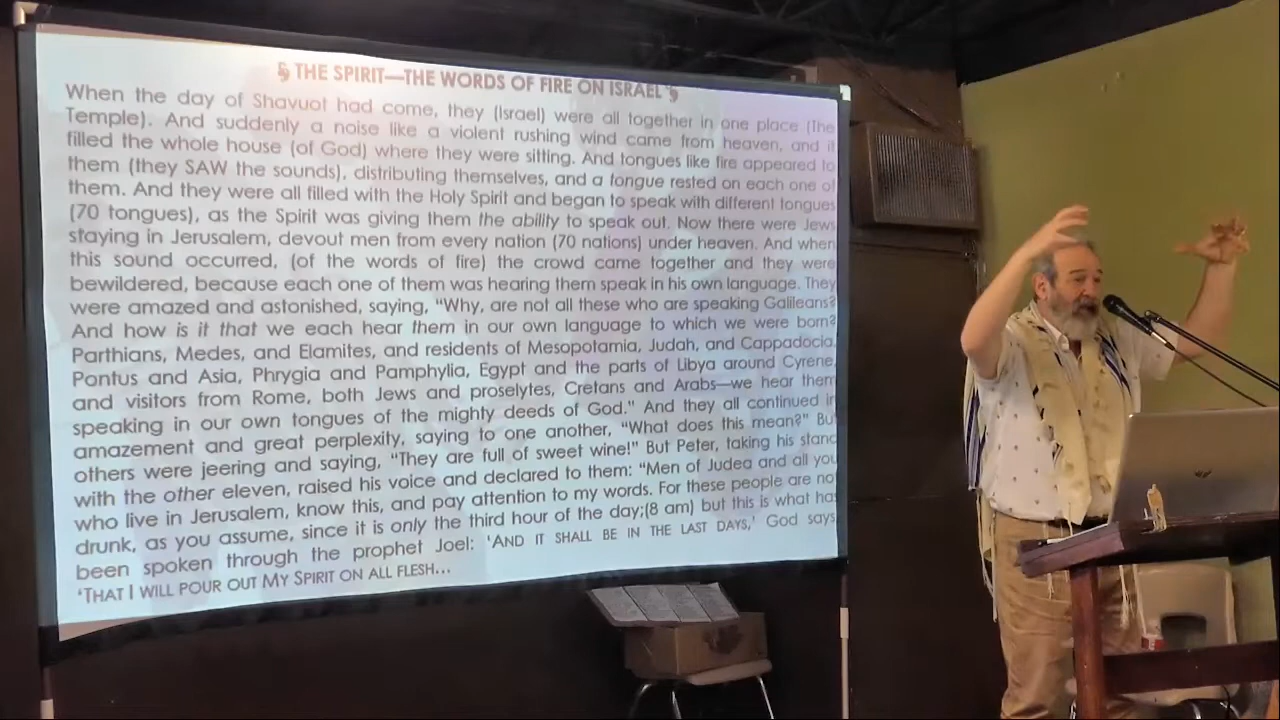 THE SPIRIT—THE WORDS OF FIRE ON ISRAEL
When the day of Shavuot had come, they (Israel) were all together in one place (The
Temple). And suddenly a noise like a violent rushing wind came from heaven, and it
filled the whole house (of God) where they were sitting. And tongues like fire appeared to
them (they SAW the sounds), distributing themselves, and a tongue rested on each one of
them. And they were all filled with the Holy Spirit and began to speak with different tongues
(70 tongues), as the Spirit was giving them the ability to speak out. Now there were Jews
staying in Jerusalem, devout men from every nation (70 nations) under heaven. And when
this sound occurred, (of the words of fire) the crowd came together and they were
bewildered, because each one of them was hearing them speak in his own language. They
were amazed and astonished, saying, “Why, are not all these who are speaking Galileans?
And how is it that we each hear them in our own language to which we were born?
Parthians, Medes, and Elamites, and residents of Mesopotamia, Judah, and Cappadocia,
Pontus and Asia, Phrygia and Pamphylia, Egypt and the parts of Libya around Cyrene,
and visitors from Rome, both Jews and proselytes, Cretans and Arabs—we hear them
speaking in our own tongues of the mighty deeds of God.” And they all continued in
amazement and great perplexity, saying to one another, “What does this mean?” But
others were jeering and saying, “They are full of sweet wine!” But Peter, taking his stand
with the other eleven, raised his voice and declared to them: “Men of Judea and all you
who live in Jerusalem, know this, and pay attention to my words. For these people are not
drunk, as you assume, since it is only the third hour of the day;(8 am) but this is what has
been spoken through the prophet Joel: ‘AND IT SHALL BE IN THE LAST DAYS,’ God says,
‘THAT I WILL POUR OUT MY SPIRIT ON ALL FLESH…